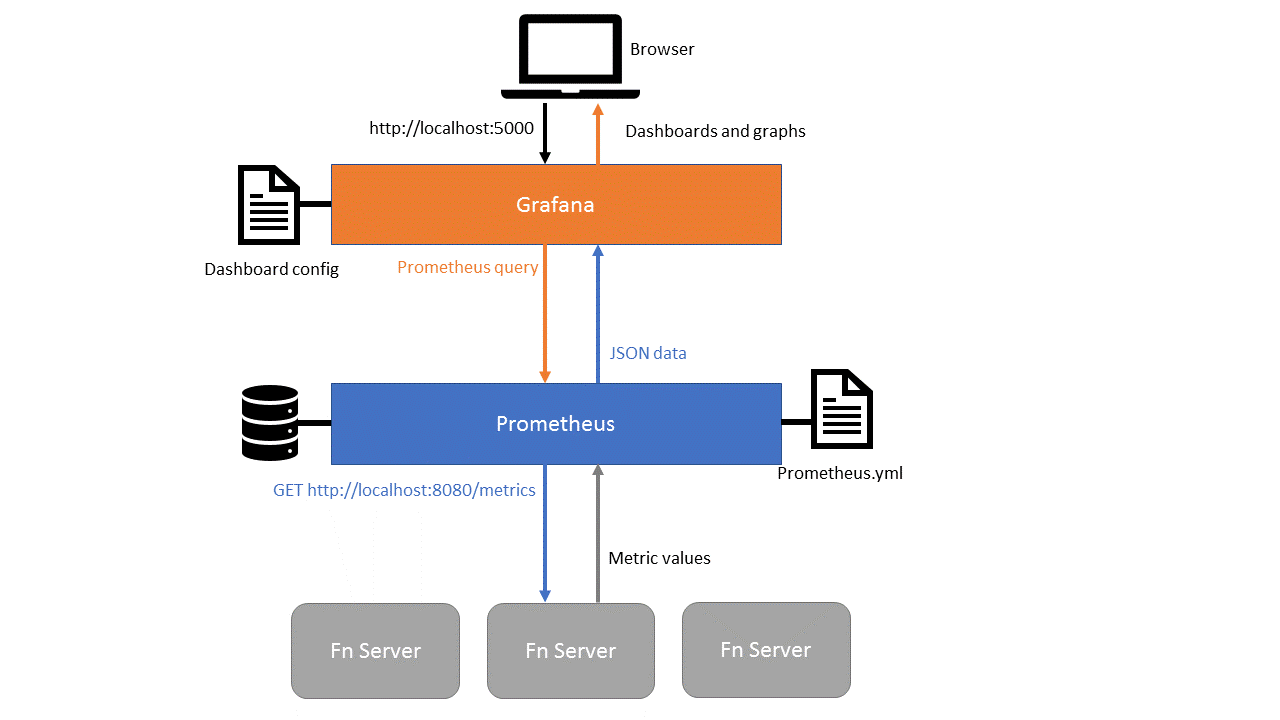 Browser
http://localhost:5000
Dashboards and graphs
Grafana
Dashboard config
Prometheus query
JSON data
Prometheus
Prometheus.yml
GET http://localhost:8080/metrics
Metric values
Fn Server
Fn Server
Fn Server